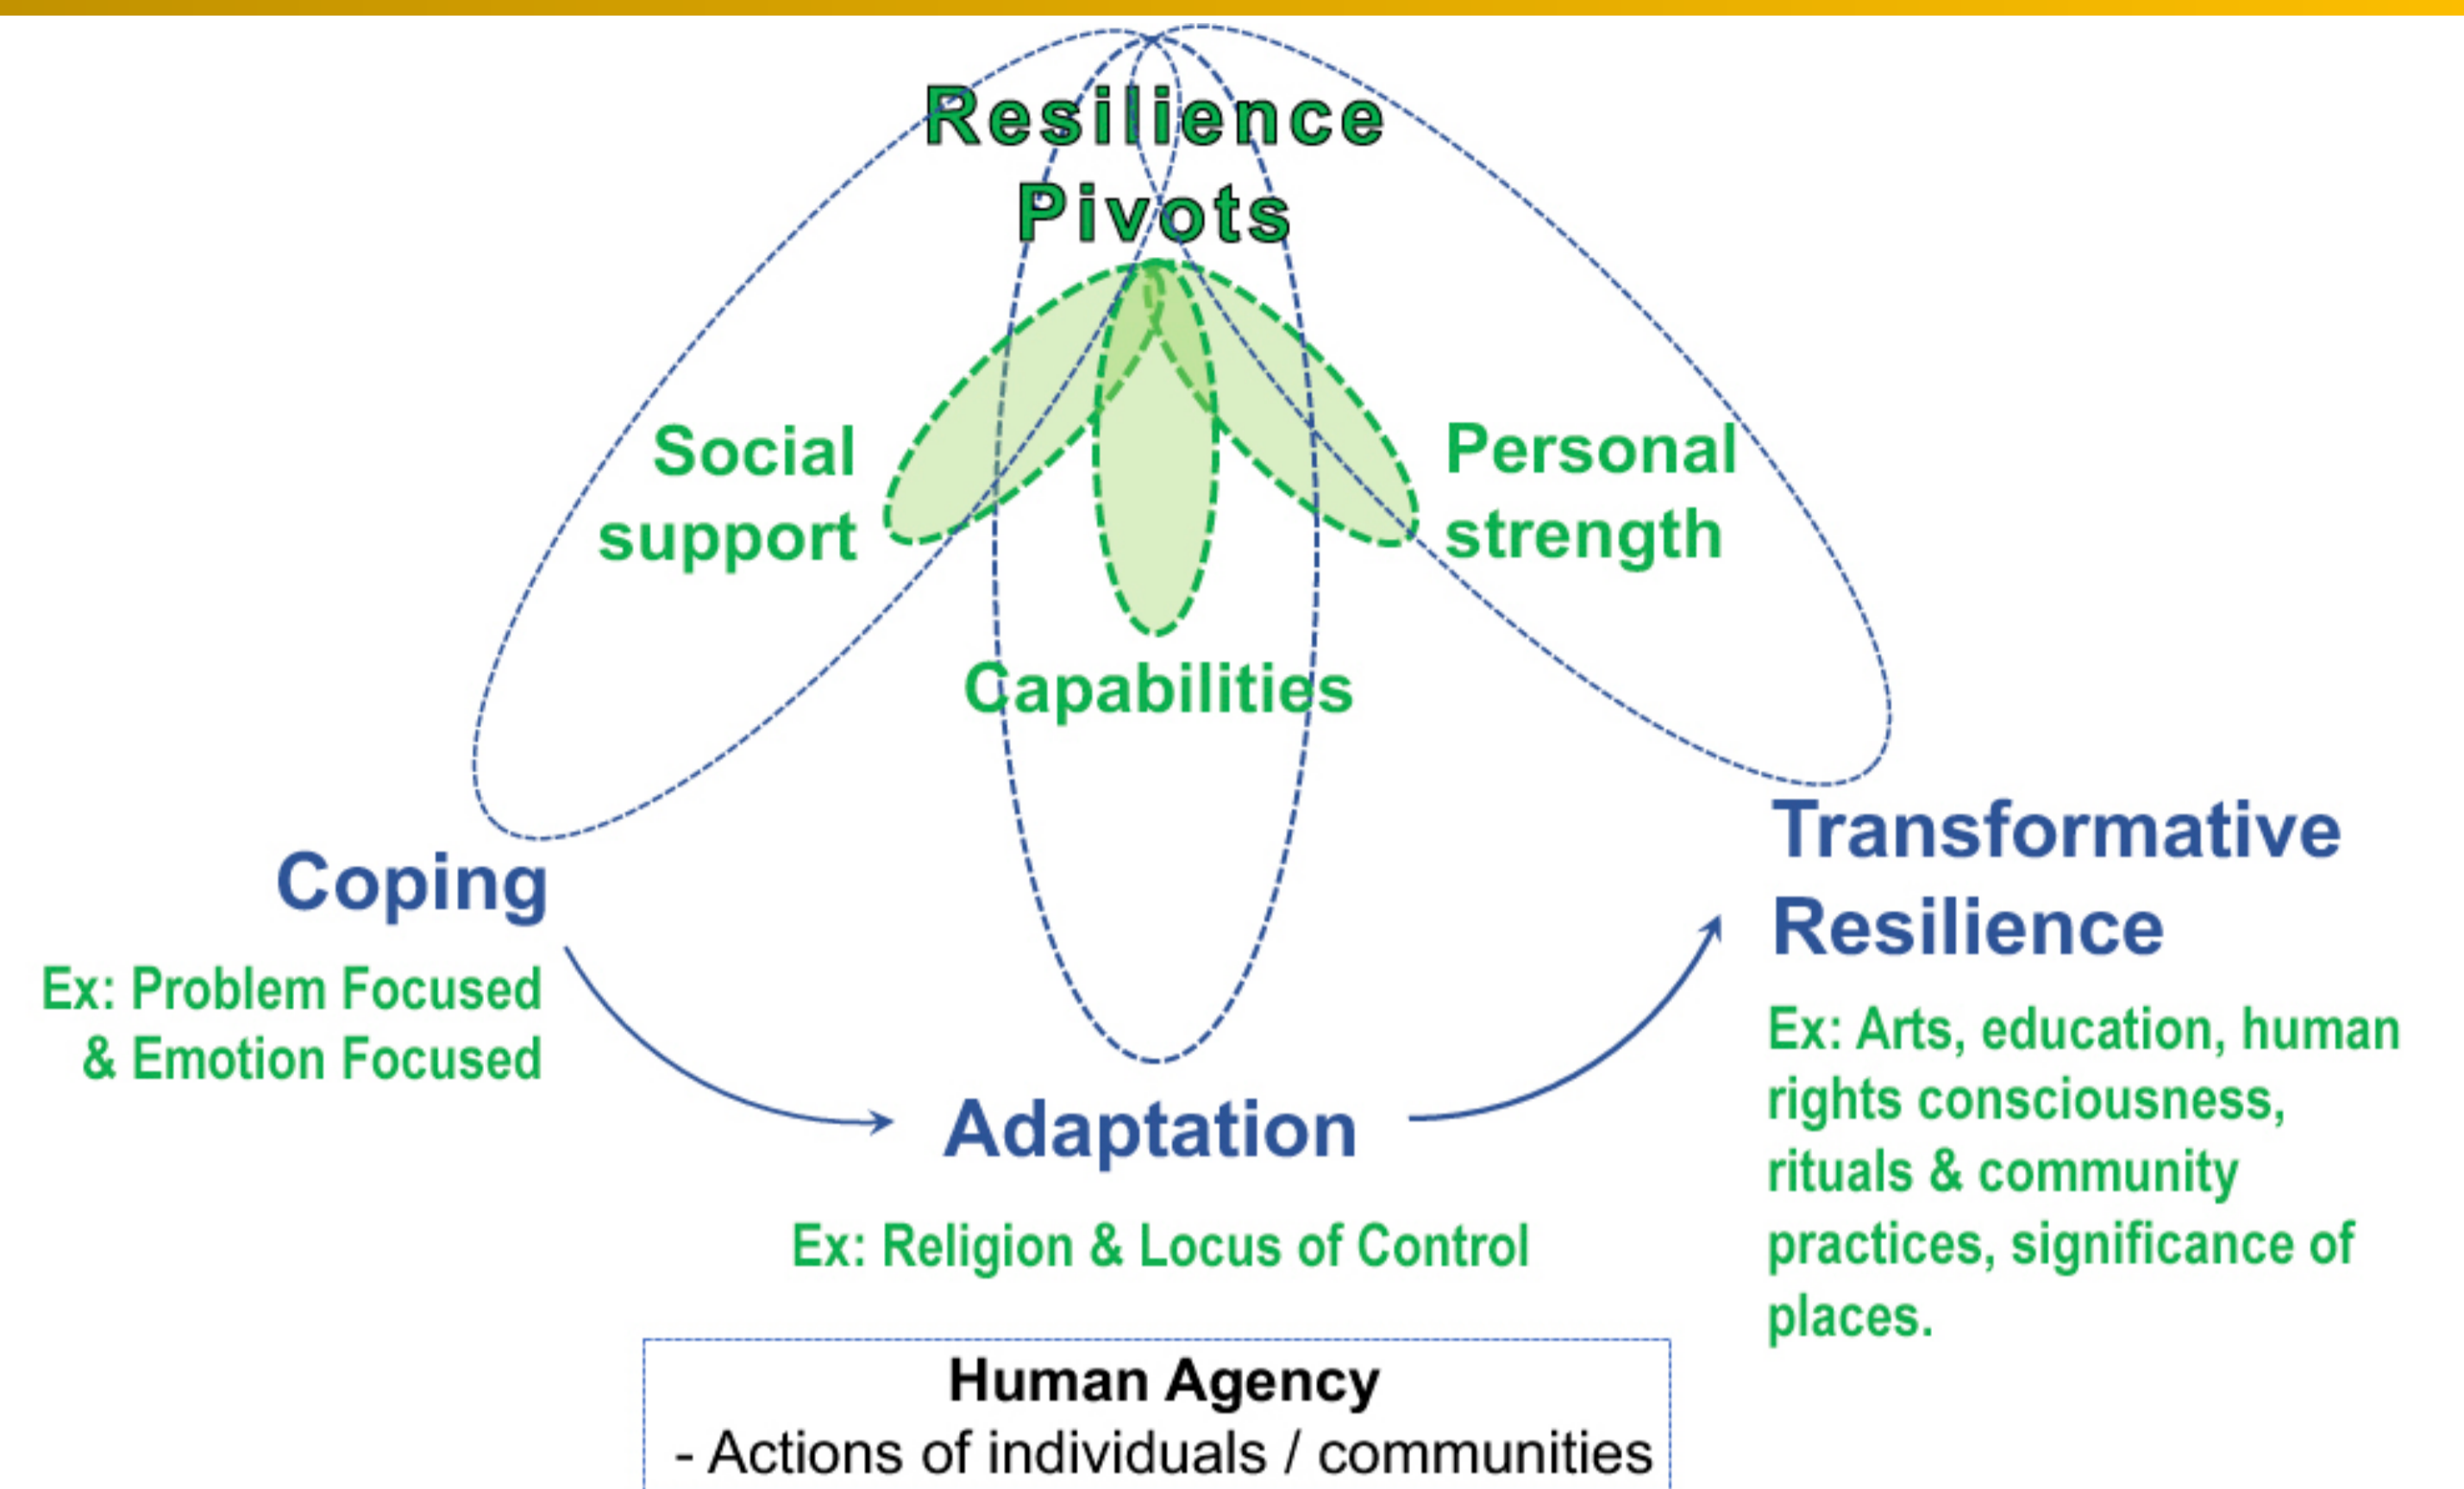 Resilience
Pivots
Social
support
Personal
strength
Capabilities
Coping
Ex: Problem Focused
& Emotion Focused
Adaptation
Ex: Religion & Locus of Control
Transformative
Resilience
Ex: Arts, education, human
rights consciousness,
rituals & community
practices, significance of
places.
Human Agency
- Actions of individuals / communities